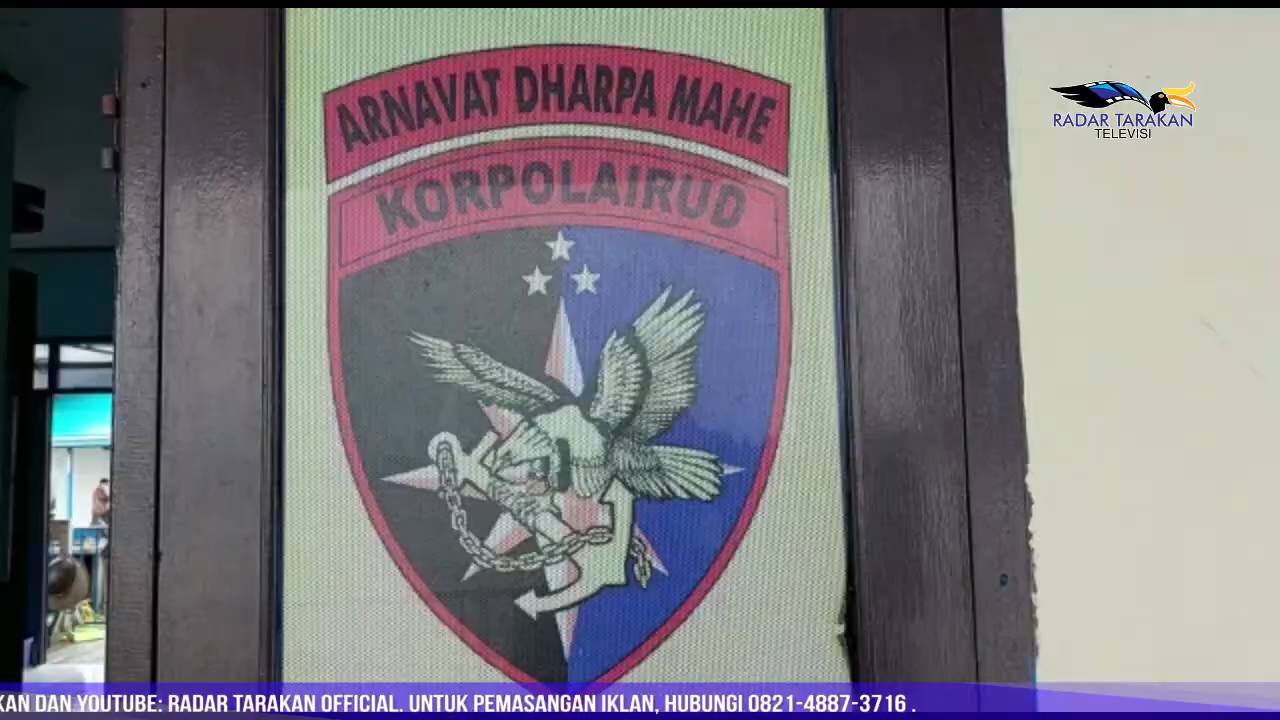 ARNAVAT DHARPA MAHE
KORPOLAIRUD
RADAR TARAKAN
TELEVISI
KAN DAN YOUTUBE: RADAR TARAKAN OFFICIAL. UNTUK PEMASANGAN IKLAN, HUBUNGI 0821-4887-3716 .